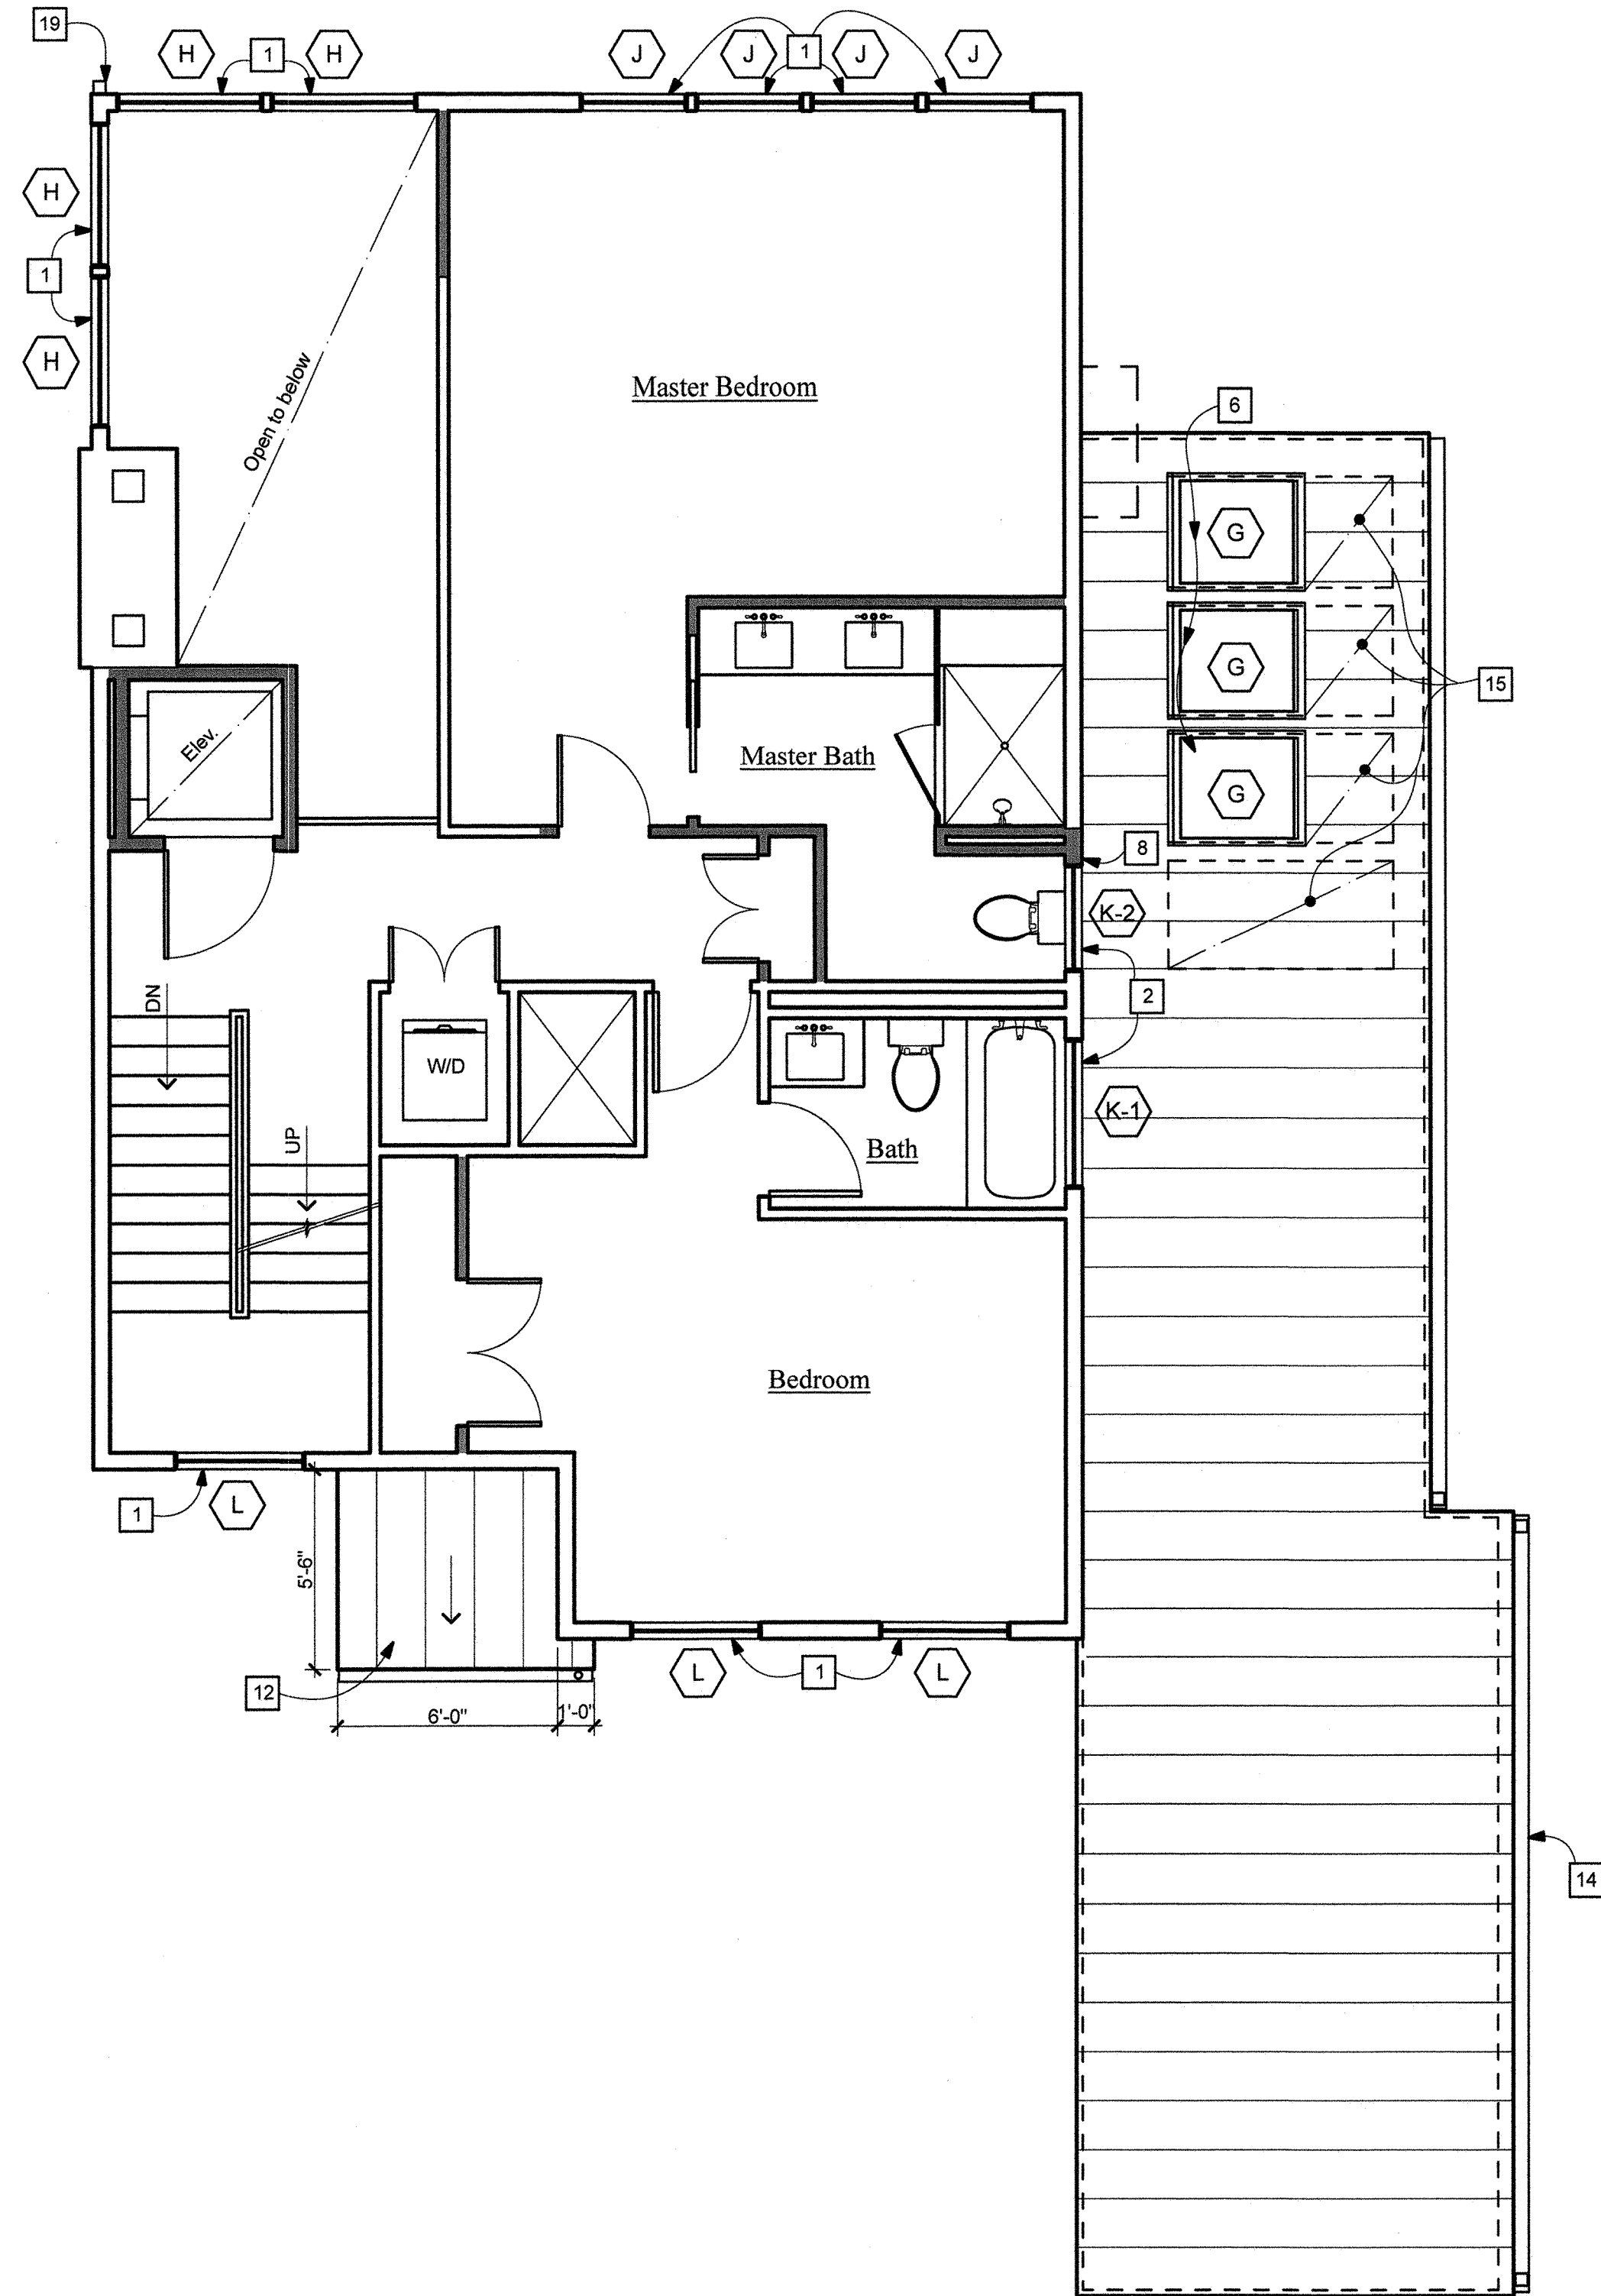 19
H
1
H
J
J
1
J
J
H
1
H
Open to below
Master Bedroom
6
G
G
15
G
Elev.
Master Bath
8
K-2
2
DN
W/D
UP
K-1
Bath
Bedroom
1
L
5'-6"
12
6'-0"
1'-0"
L
1
L
14